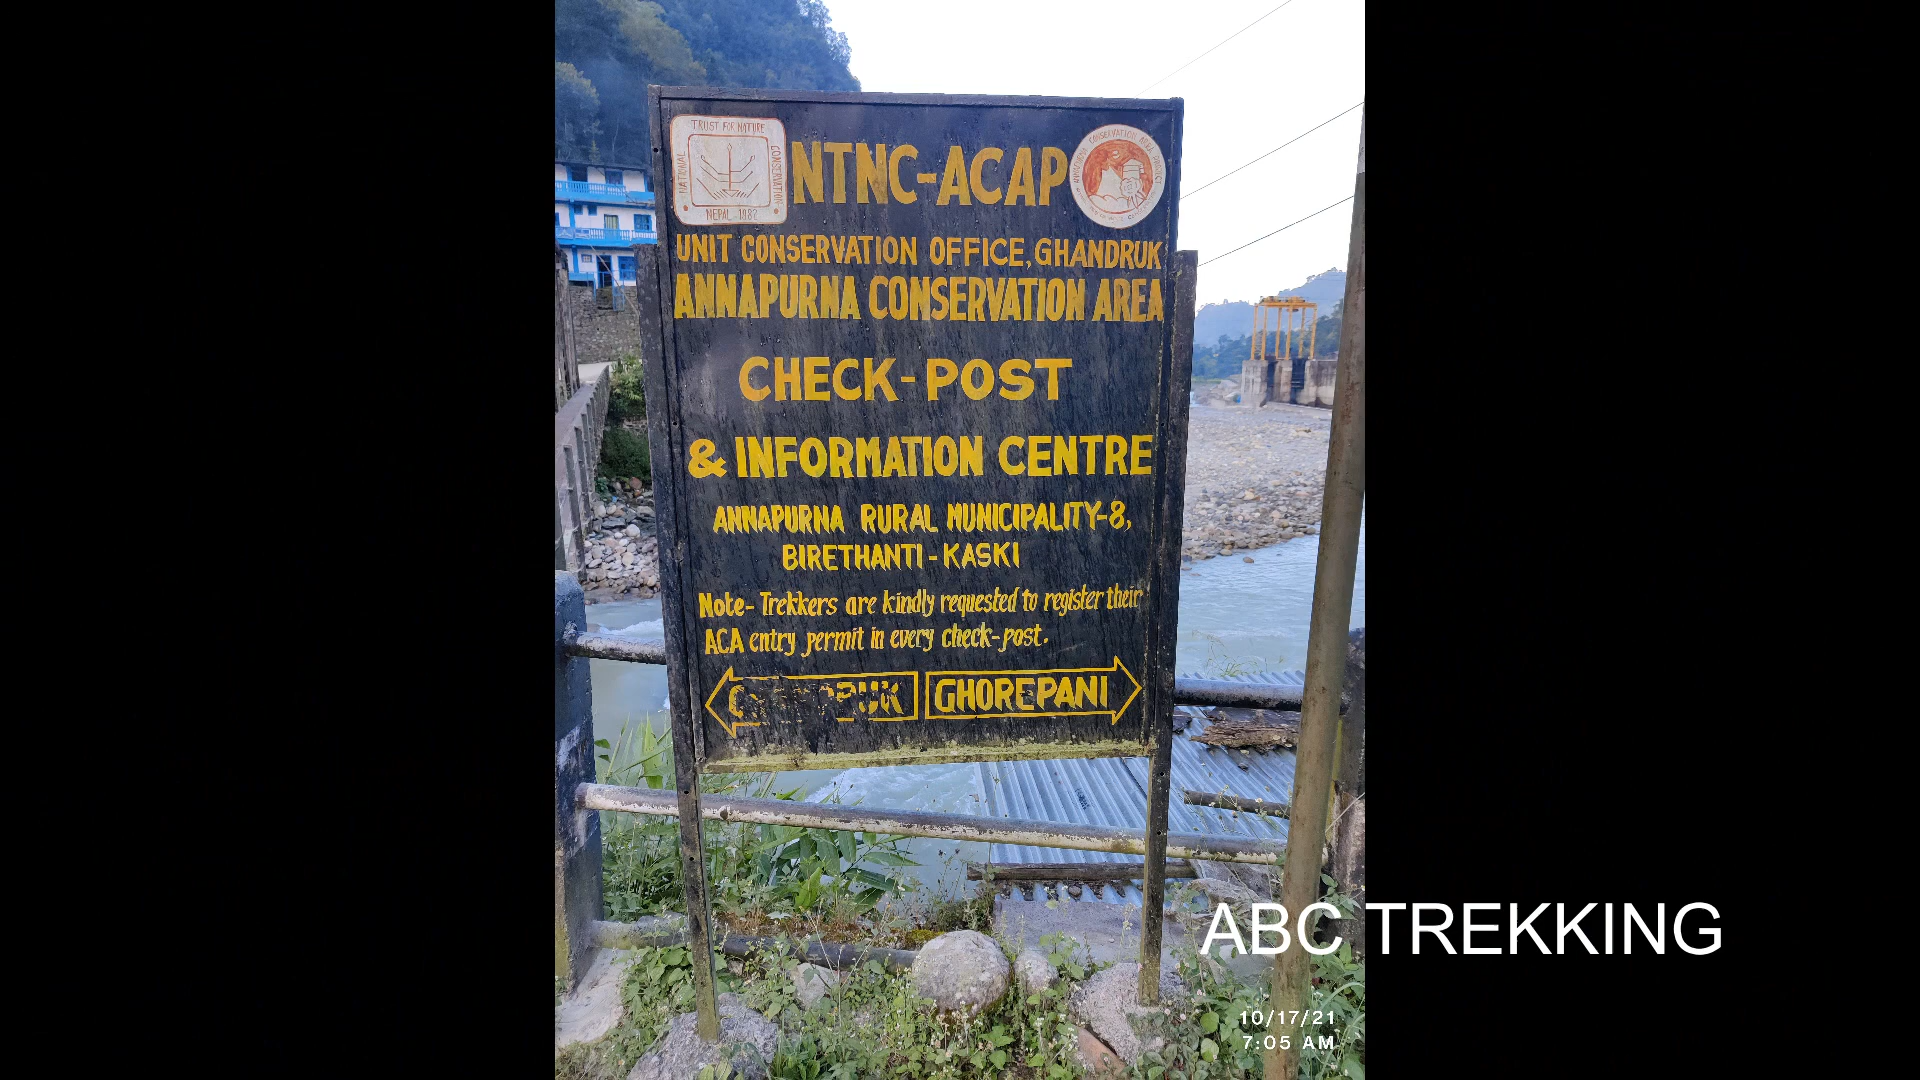 TRUST FOR NATURE
NATIONAL
CONSERVATION
NEPAL - 1982
NTNC-ACAP
UNIT CONSERVATION OFFICE, GHANDRUK
ANNAPURNA CONSERVATION AREA
CHECK-POST
& INFORMATION CENTRE
ANNAPURNA RURAL MUNICIPALITY-8,
BIRETHANTI-KASKI
Note- Trekkers are kindly requested to register their
ACA entry permit in every check-post.
GHOREPANI
ABC TREKKING
10/17/21
7:05 AM